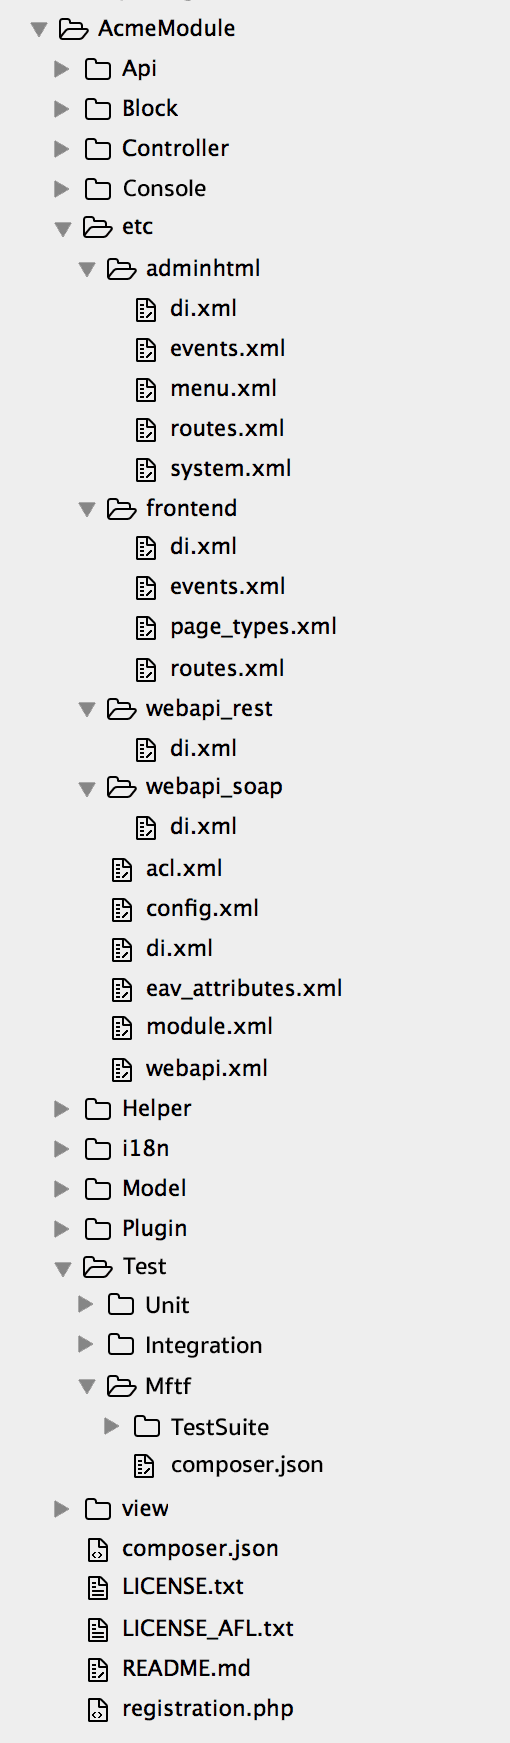 AcmeModule
Api
Block
Controller
Console
etc
adminhtml
di.xml
events.xml
menu.xml
routes.xml
system.xml
frontend
di.xml
events.xml
page_types.xml
routes.xml
webapi_rest
di.xml
webapi_soap
di.xml
acl.xml
config.xml
di.xml
eav_attributes.xml
module.xml
webapi.xml
Helper
i18n
Model
Plugin
Test
Unit
Integration
Mftf
TestSuite
composer.json
view
composer.json
LICENSE.txt
LICENSE_AFL.txt
README.md
registration.php